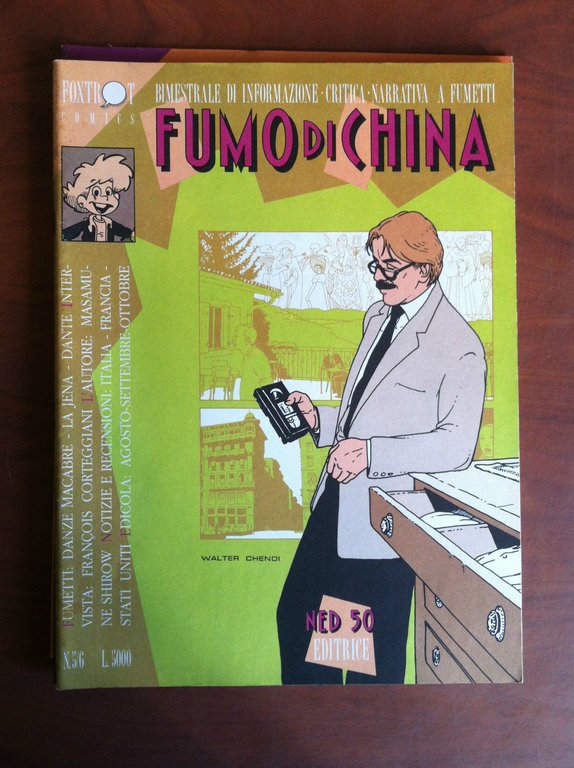 FOXTROT
COMICS
BIMESTRALE DI INFORMAZIONE · CRITICA · NARRATIVA A FUMETTI
FUMO DI CHINA
FUMETTI: DANZE MACABRE - LA JENA - DANTE INTER-
VISTA: FRANÇOIS CORTEGGIANI L'AUTORE: MASAMU-
NE SHIROW NOTIZIE E RECENSIONI: ITALIA - FRANCIA -
STATI UNITI EDICOLA: AGOSTO-SETTEMBRE-OTTOBRE
WALTER CHENDI
NED 50
EDITRICE
N.5/6 L. 5000